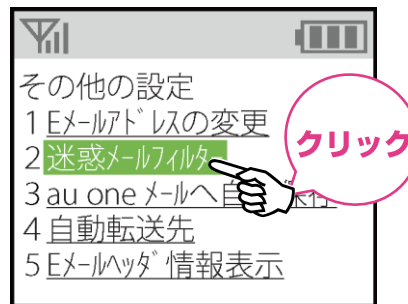 その他の設定
1 Eメールアドレスの変更
2 迷惑メールフィルタ
クリック
3 au one メールへ自 保存
4 自動転送先
5 Eメールヘッダ情報表示